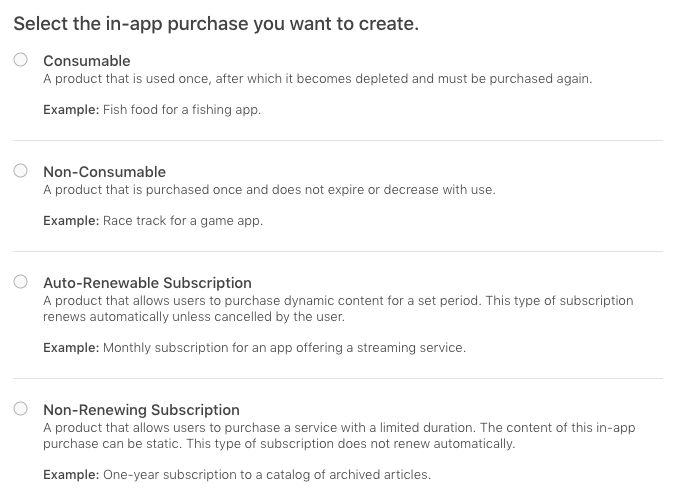 Select the in-app purchase you want to create.
Consumable
A product that is used once, after which it becomes depleted and must be purchased again.
Example: Fish food for a fishing app.
Non-Consumable
A product that is purchased once and does not expire or decrease with use.
Example: Race track for a game app.
Auto-Renewable Subscription
A product that allows users to purchase dynamic content for a set period. This type of subscription
renews automatically unless cancelled by the user.
Example: Monthly subscription for an app offering a streaming service.
Non-Renewing Subscription
A product that allows users to purchase a service with a limited duration. The content of this in-app
purchase can be static. This type of subscription does not renew automatically.
Example: One-year subscription to a catalog of archived articles.